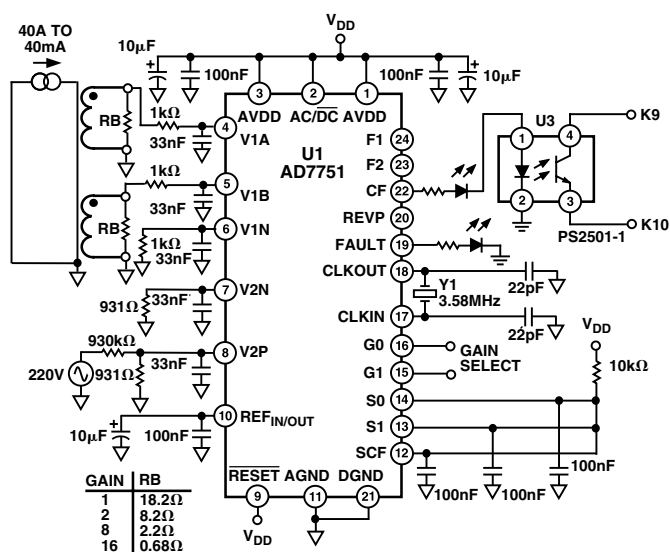 40A TO
40mA
10μF
100nF
V_DD
100nF
10μF
3
2
1
AVDD
AC/D̅C̅
AVDD
U1
AD7751
RB
1kΩ
33nF
4
V1A
1kΩ
33nF
5
V1B
RB
1kΩ
33nF
6
V1N
931Ω
33nF
7
V2N
930kΩ
220V
931Ω
33nF
8
V2P
10μF
100nF
10
REF_IN/OUT
F1
24
F2
23
CF
22
REVP
20
FAULT
19
CLKOUT
18
CLKIN
17
G0
16
G1
15
S0
14
S1
13
SCF
12
U3
1
4
2
3
K9
K10
PS2501-1
Y1
3.58MHz
22pF
22pF
GAIN
SELECT
V_DD
10kΩ
100nF
100nF
100nF
R̅E̅S̅E̅T̅
AGND
DGND
9
11
21
V_DD
GAIN RB
1 18.2Ω
2 8.2Ω
8 2.2Ω
16 0.68Ω